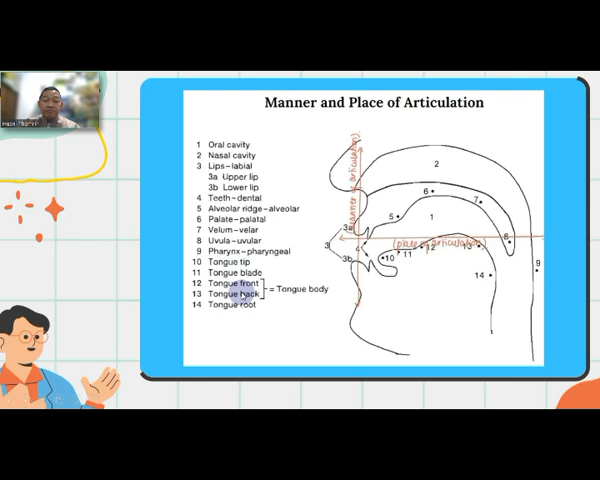 Manner and Place of Articulation
1 Oral cavity
2 Nasal cavity
3 Lips–labial
3a Upper lip
3b Lower lip
4 Teeth–dental
5 Alveolar ridge–alveolar
6 Palate–palatal
7 Velum–velar
8 Uvula–uvular
9 Pharynx–pharyngeal
10 Tongue tip
11 Tongue blade
12 Tongue front
13 Tongue back
= Tongue body
14 Tongue root
(manner of articulation)
(place of articulation)
2
6
7
5
1
3a
3
4
3b
10
11
12
13
8
9
14